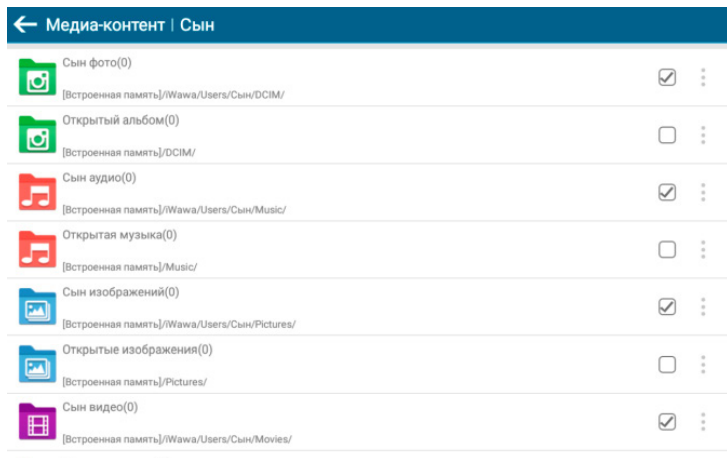 Медиа-контент | Сын
Сын фото(0)
[Встроенная память]/iWawa/Users/Сын/DCIM/
Открытый альбом(0)
[Встроенная память]/DCIM/
Сын аудио(0)
[Встроенная память]/iWawa/Users/Сын/Music/
Открытая музыка(0)
[Встроенная память]/Music/
Сын изображений(0)
[Встроенная память]/iWawa/Users/Сын/Pictures/
Открытые изображения(0)
[Встроенная память]/Pictures/
Сын видео(0)
[Встроенная память]/iWawa/Users/Сын/Movies/